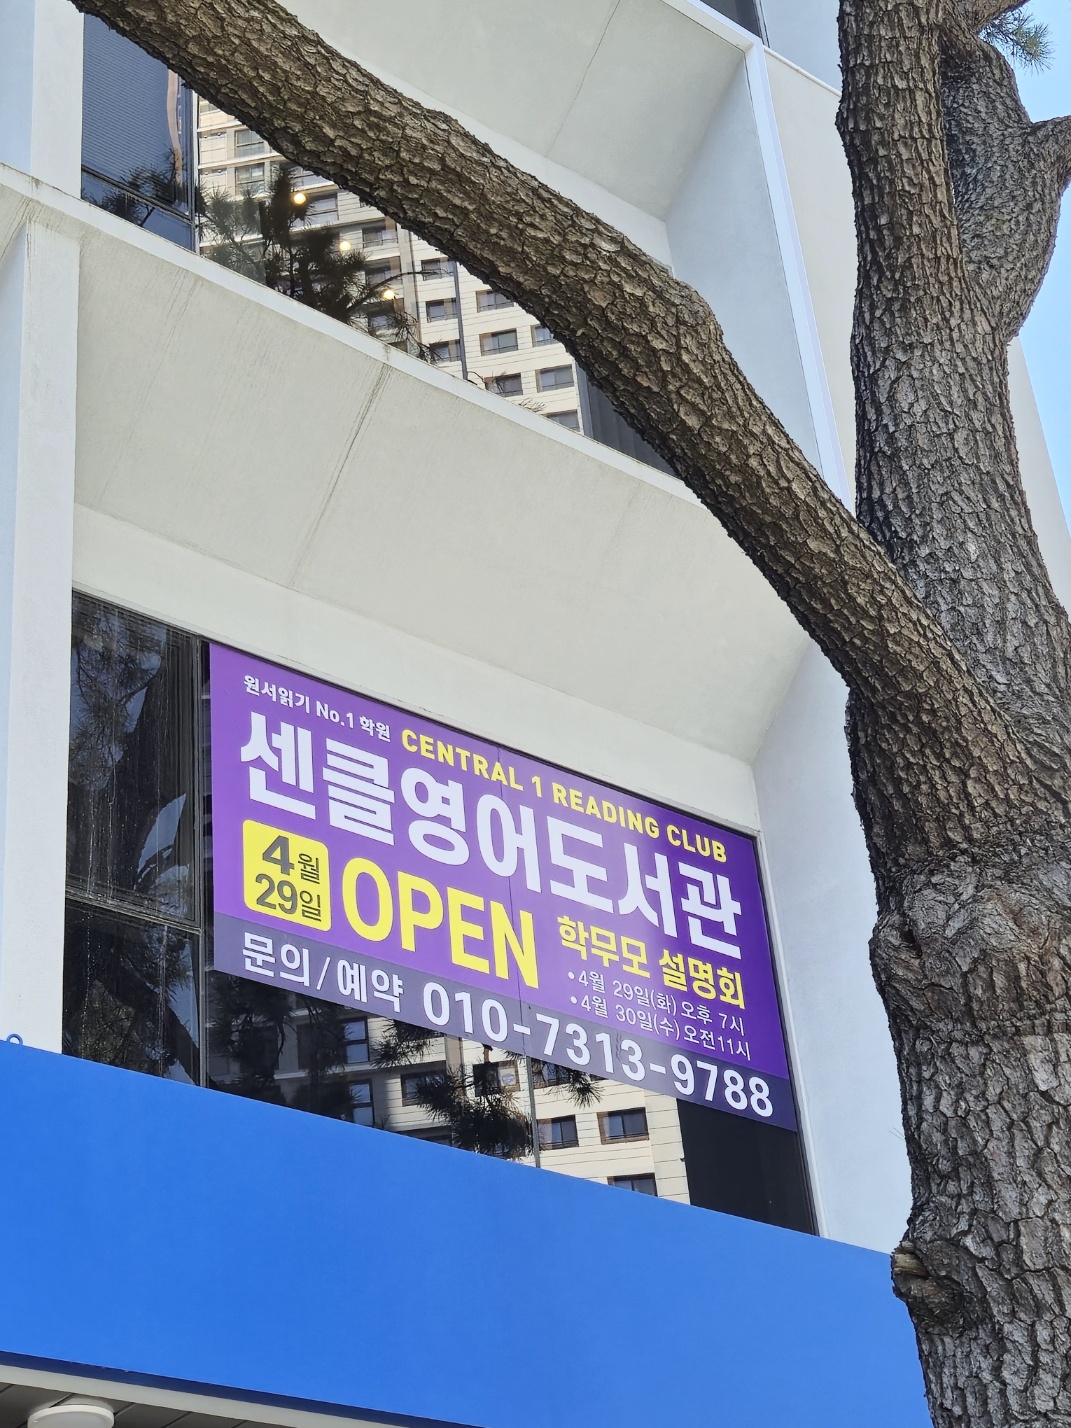 원서읽기 No.1 학원 CENTRAL 1 READING CLUB
센클영어도서관
4월 29일 OPEN
학부모 설명회
•4월 29일(화) 오후 7시
•4월 30일(수) 오전11시
문의/예약 010-7313-9788